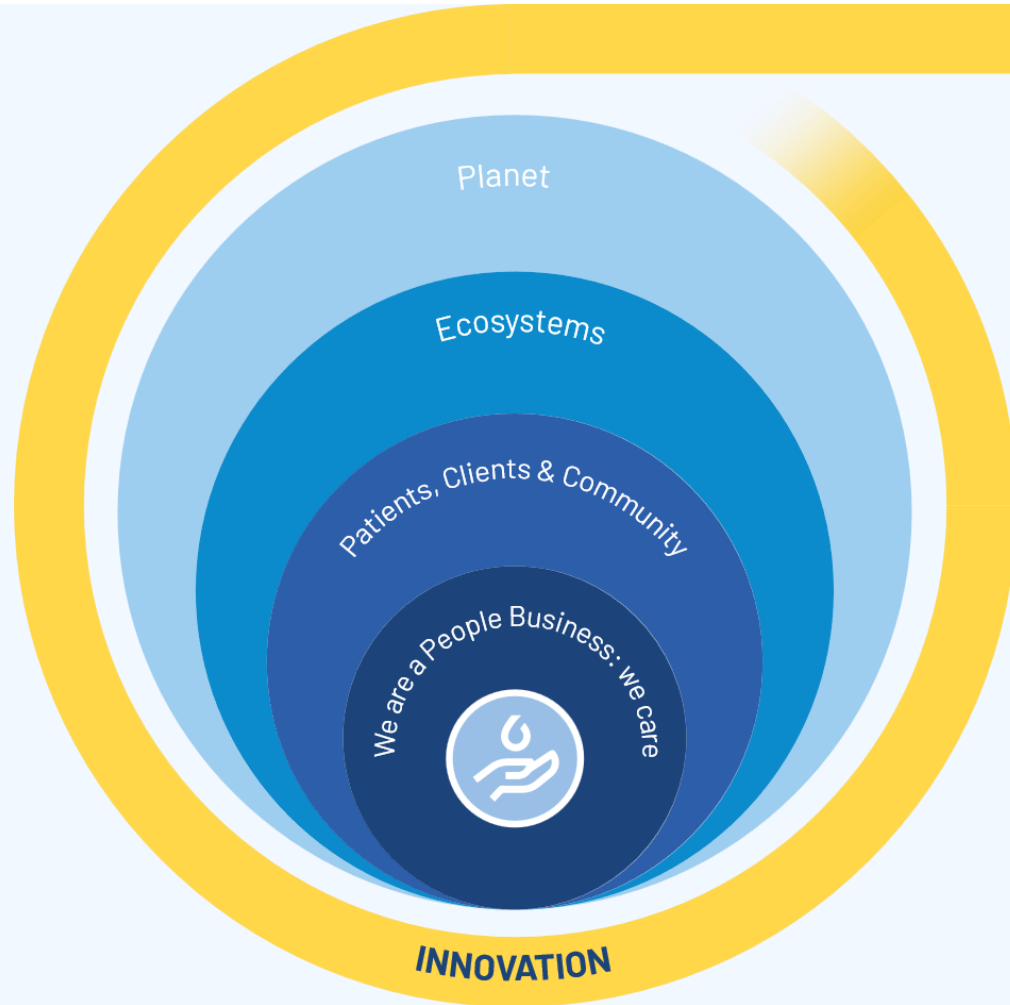 Planet
Ecosystems
Patients, Clients & Community
We are a People Business: we care
INNOVATION